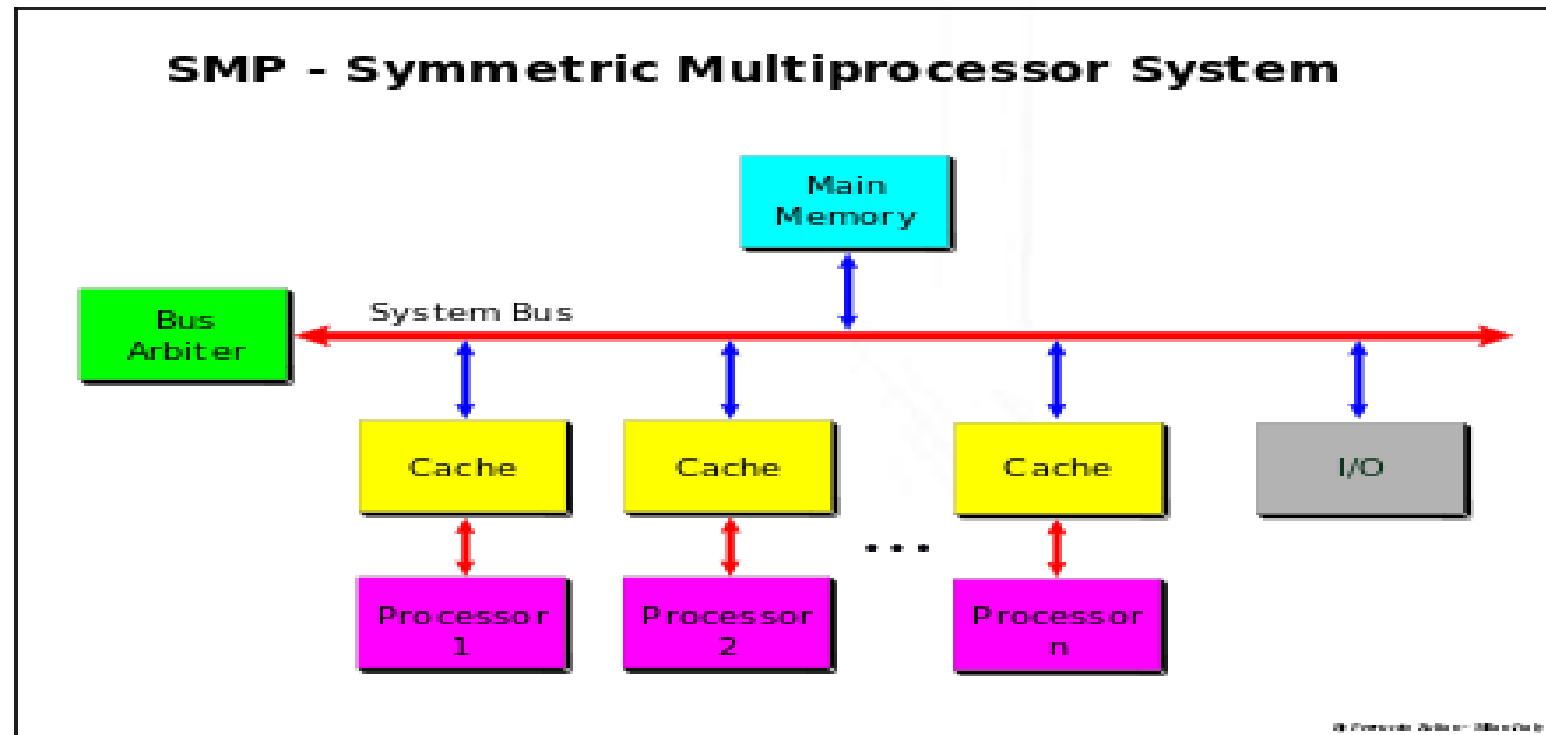 SMP - Symmetric Multiprocessor System
Main
Memory
Bus
Arbiter
System Bus
Cache
Cache
Cache
I/O
...
Processor
1
Processor
2
Processor
n